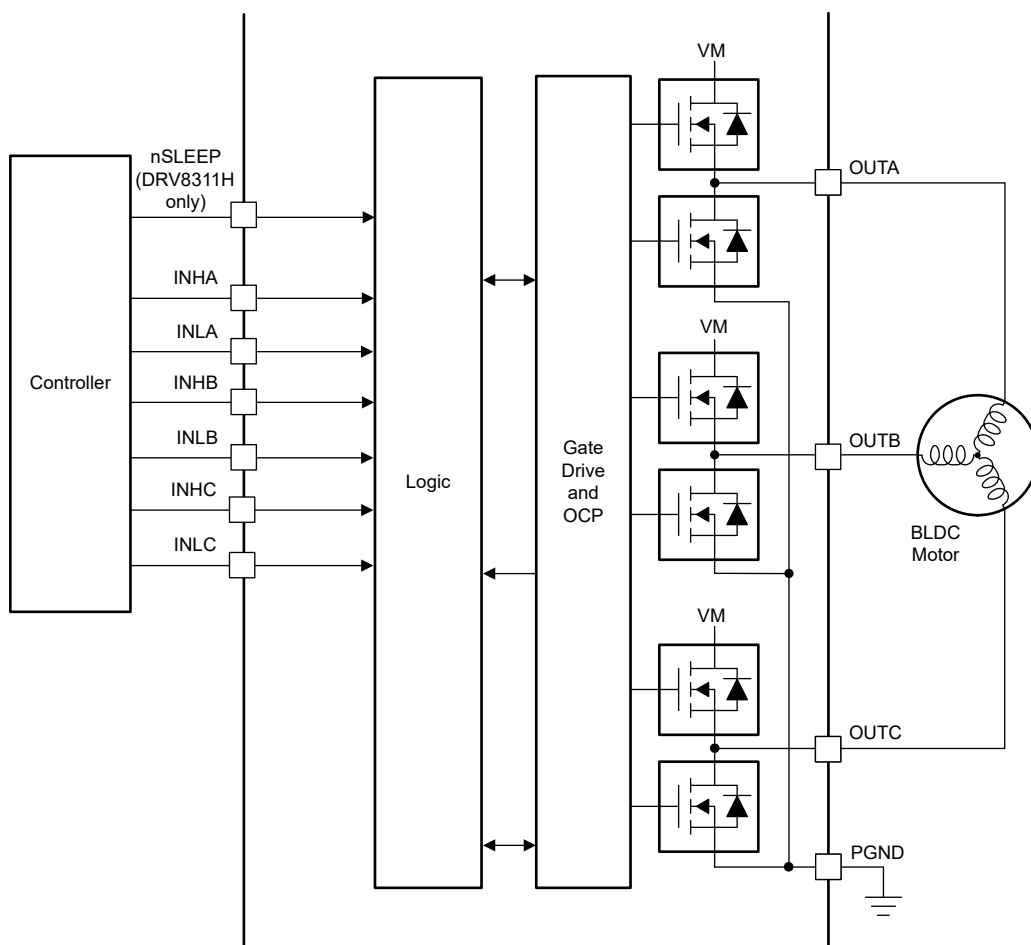 VM
nSLEEP
(DRV8311H
only)
OUTA
INHA
INLA
VM
Controller
INHB
OUTB
INLB
Logic
Gate
Drive
and
OCP
INHC
BLDC
Motor
INLC
VM
OUTC
PGND